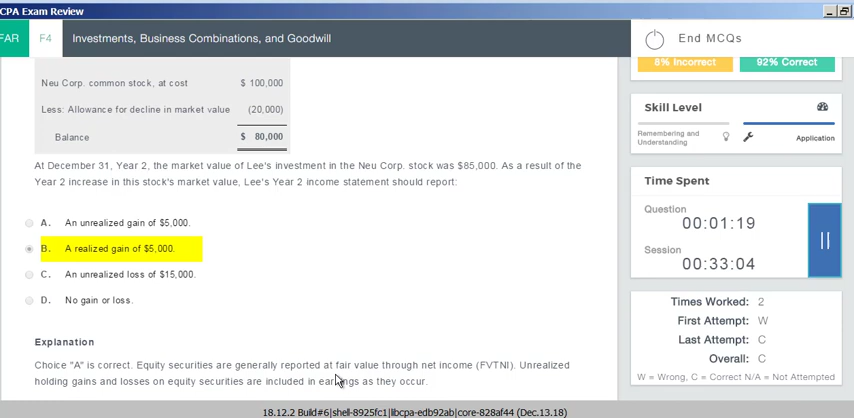 CPA Exam Review
FAR F4 Investments, Business Combinations, and Goodwill
End MCQs
Neu Corp. common stock, at cost $ 100,000
Less: Allowance for decline in market value (20,000)
Balance $ 80,000
At December 31, Year 2, the market value of Lee's investment in the Neu Corp. stock was $85,000. As a result of the
Year 2 increase in this stock's market value, Lee's Year 2 income statement should report:
A. An unrealized gain of $5,000.
B. A realized gain of $5,000.
C. An unrealized loss of $15,000.
D. No gain or loss.
Explanation
Choice "A" is correct. Equity securities are generally reported at fair value through net income (FVTNI). Unrealized
holding gains and losses on equity securities are included in earnings as they occur.
8% Incorrect 92% Correct
Skill Level
Remembering and
Understanding
Application
Time Spent
Question
00:01:19
Session
00:33:04
Times Worked: 2
First Attempt: W
Last Attempt: C
Overall: C
W = Wrong, C = Correct N/A = Not Attempted
18.12.2 Build#6|shell-8925fc1|libcpa-edb92ab|core-828af44 (Dec.13.18)